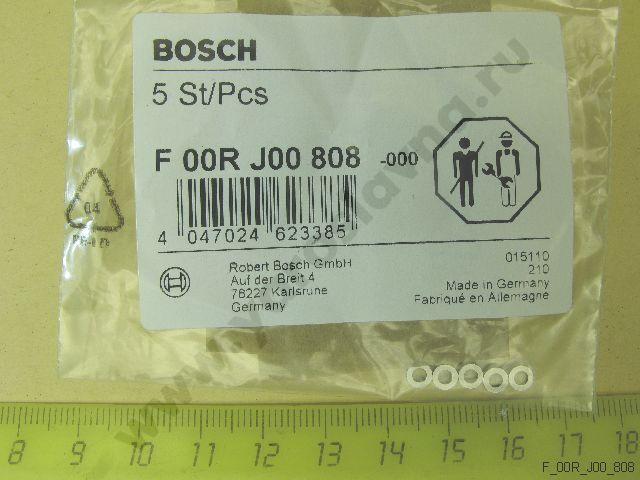 BOSCH
5 St/Pcs
F 00R J00 808 -000
4 047024 623385
Robert Bosch GmbH
Auf der Breit 4
76227 Karlsruhe
Germany
015110
210
Made in Germany
Fabriqué en Allemagne
04
8 9 10 11 12 13 14 15 16 17 18
F_00R_J00_808